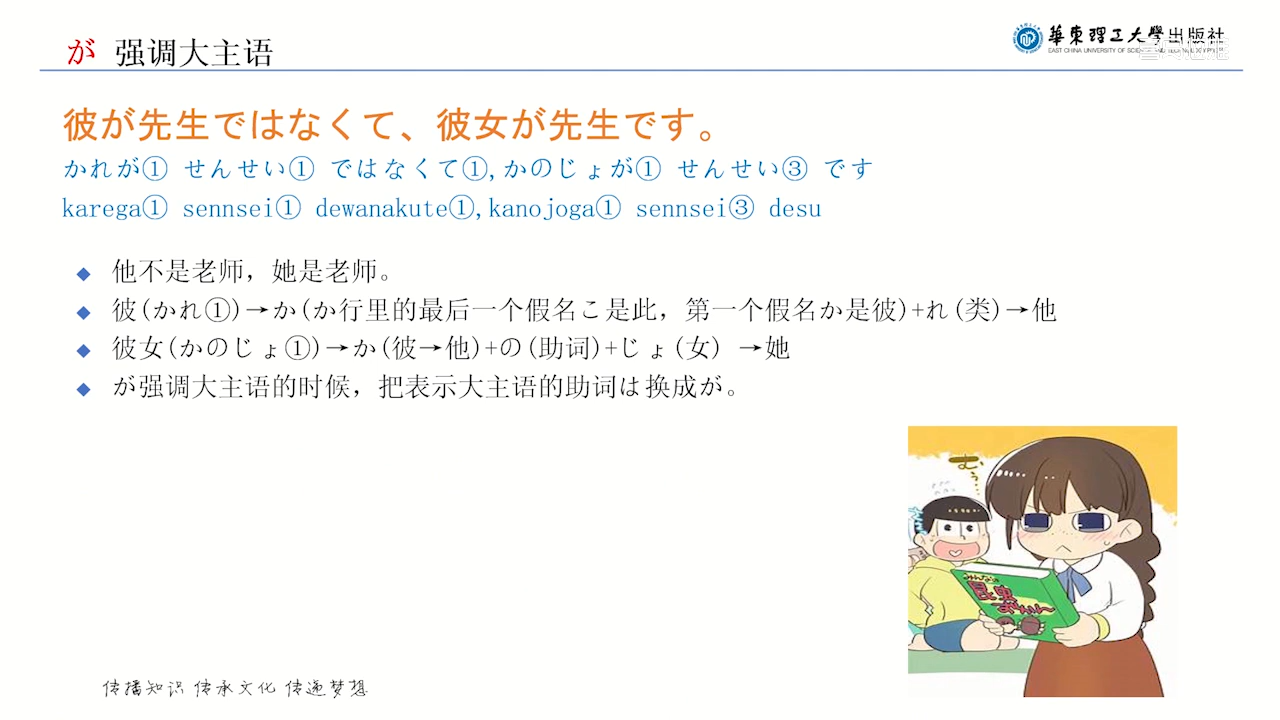 が 强调大主语
華東理工大學出版社
彼が先生ではなくて、彼女が先生です。
かれが① せんせい① ではなくて①,かのじょが① せんせい③ です
karega① sennsei① dewanakute①,kanojoga① sennsei③ desu
他不是老师，她是老师。
彼(かれ①)→か(か行里的最后一个假名こ是此，第一个假名か是彼)+れ(类)→他
彼女(かのじょ①)→か(彼→他)+の(助词)+じょ(女) →她
が强调大主语的时候，把表示大主语的助词は换成が。
む
みんなの
昆虫
传播知识 传承文化 传递梦想